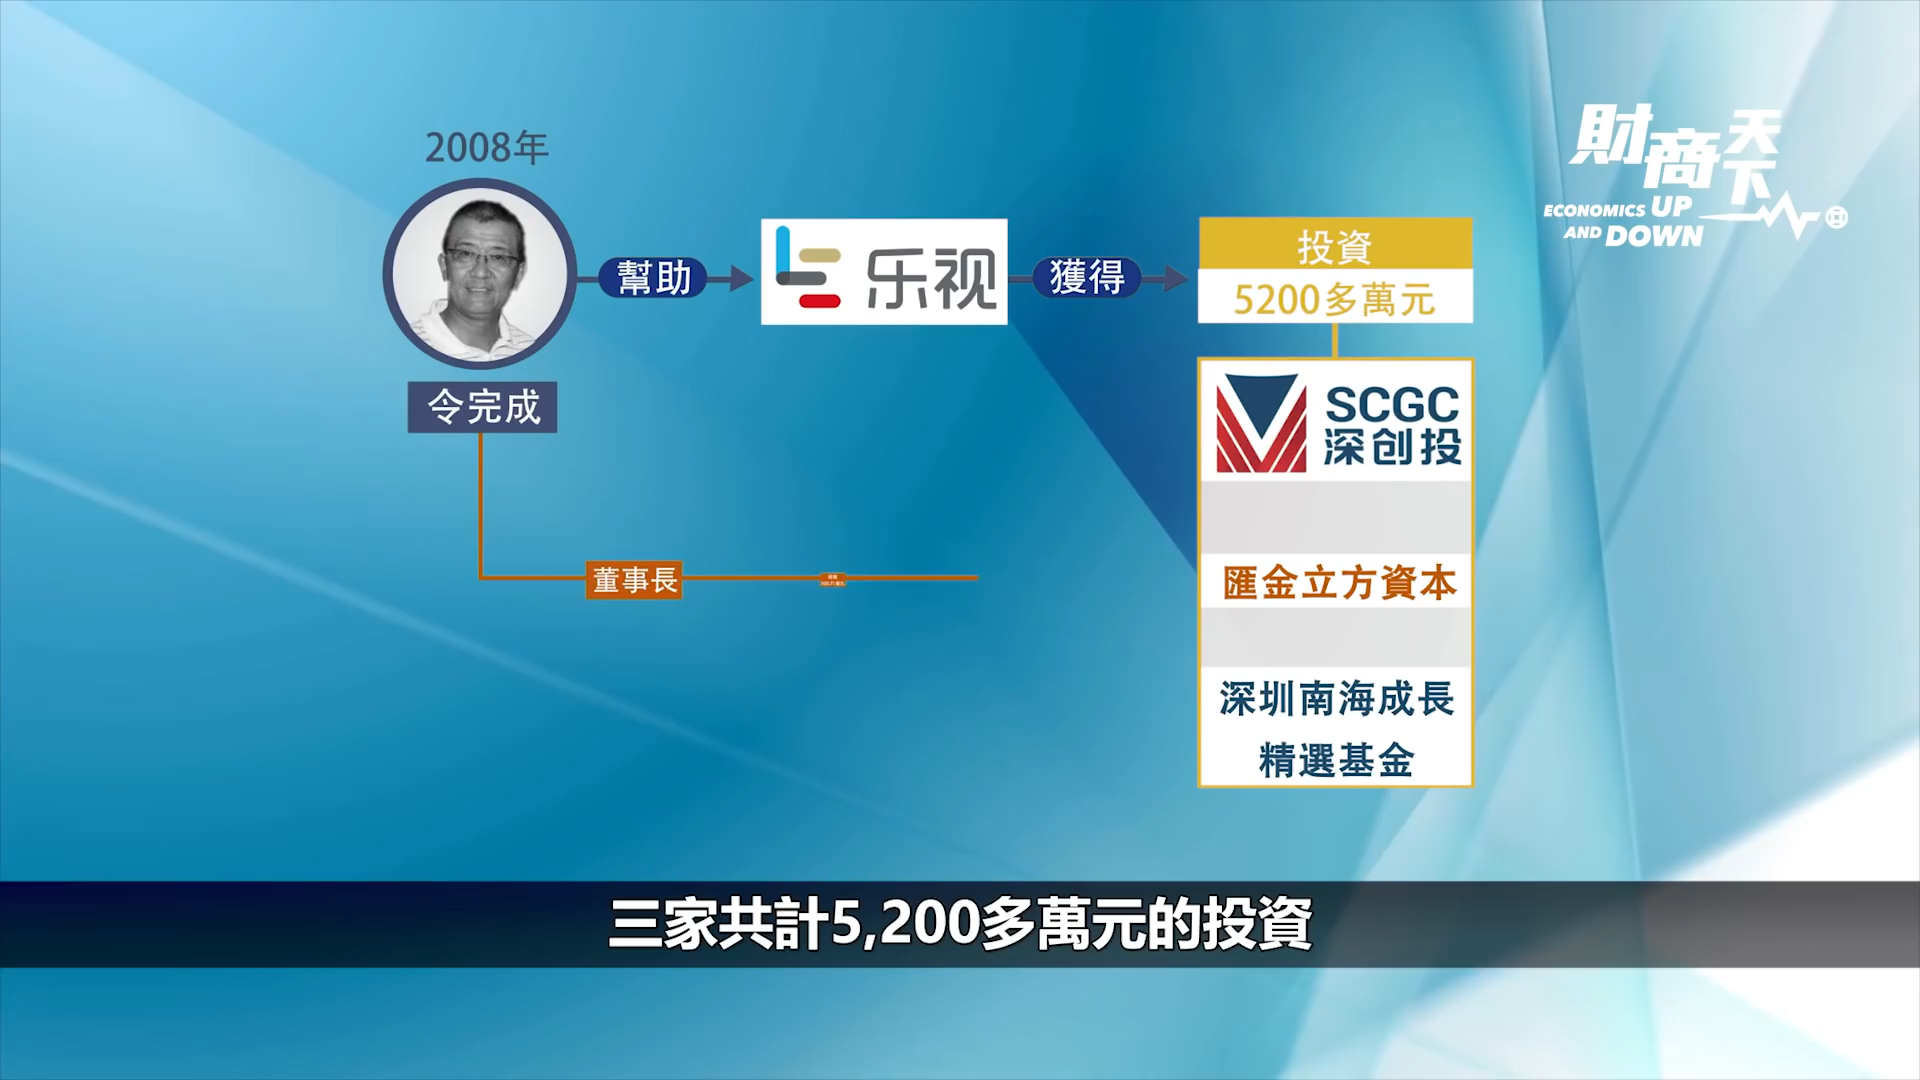 2008年
令完成
幫助
乐视
獲得
投資
5200多萬元
SCGC
深创投
匯金立方資本
深圳南海成長
精選基金
董事長
財商天下
ECONOMICS UP
AND DOWN
三家共計5,200多萬元的投資